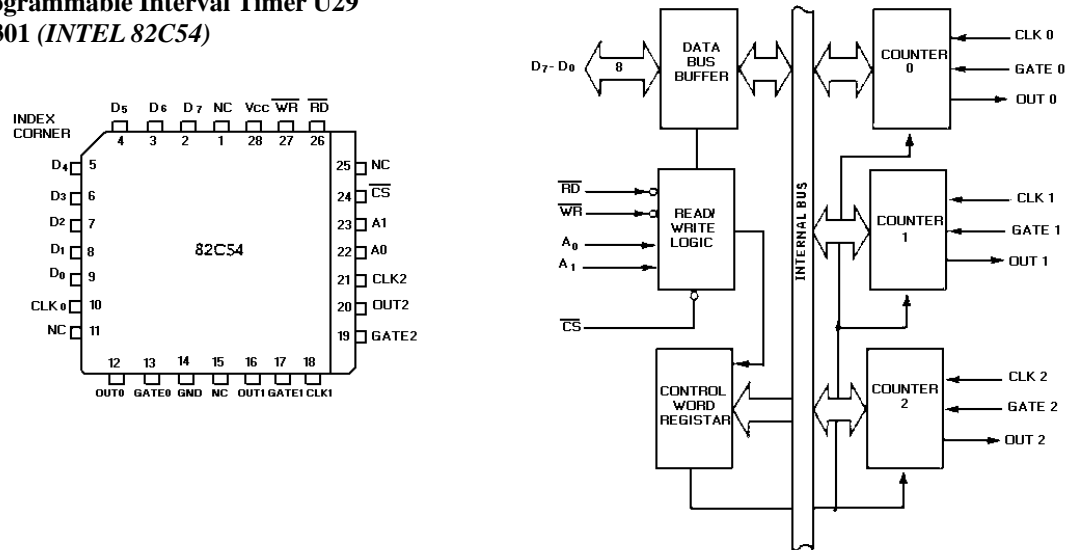 ogrammable Interval Timer U29
301 (INTEL 82C54)
INDEX
CORNER
D5 D6 D7 NC Vcc WR RD
4 3 2 1 28 27 26
D4 5
D3 6
D2 7
D1 8
D0 9
CLK 0 10
NC 11
82C54
25 NC
24 CS
23 A1
22 A0
21 CLK2
20 OUT2
19 GATE2
12 13 14 15 16 17 18
OUT0 GATE0 GND NC OUT1 GATE1 CLK1
D7-D0
8
DATA
BUS
BUFFER
RD
WR
A0
A1
CS
READ/
WRITE
LOGIC
CONTROL
WORD
REGISTAR
INTERNAL BUS
COUNTER
0
CLK 0
GATE 0
OUT 0
COUNTER
1
CLK 1
GATE 1
OUT 1
COUNTER
2
CLK 2
GATE 2
OUT 2